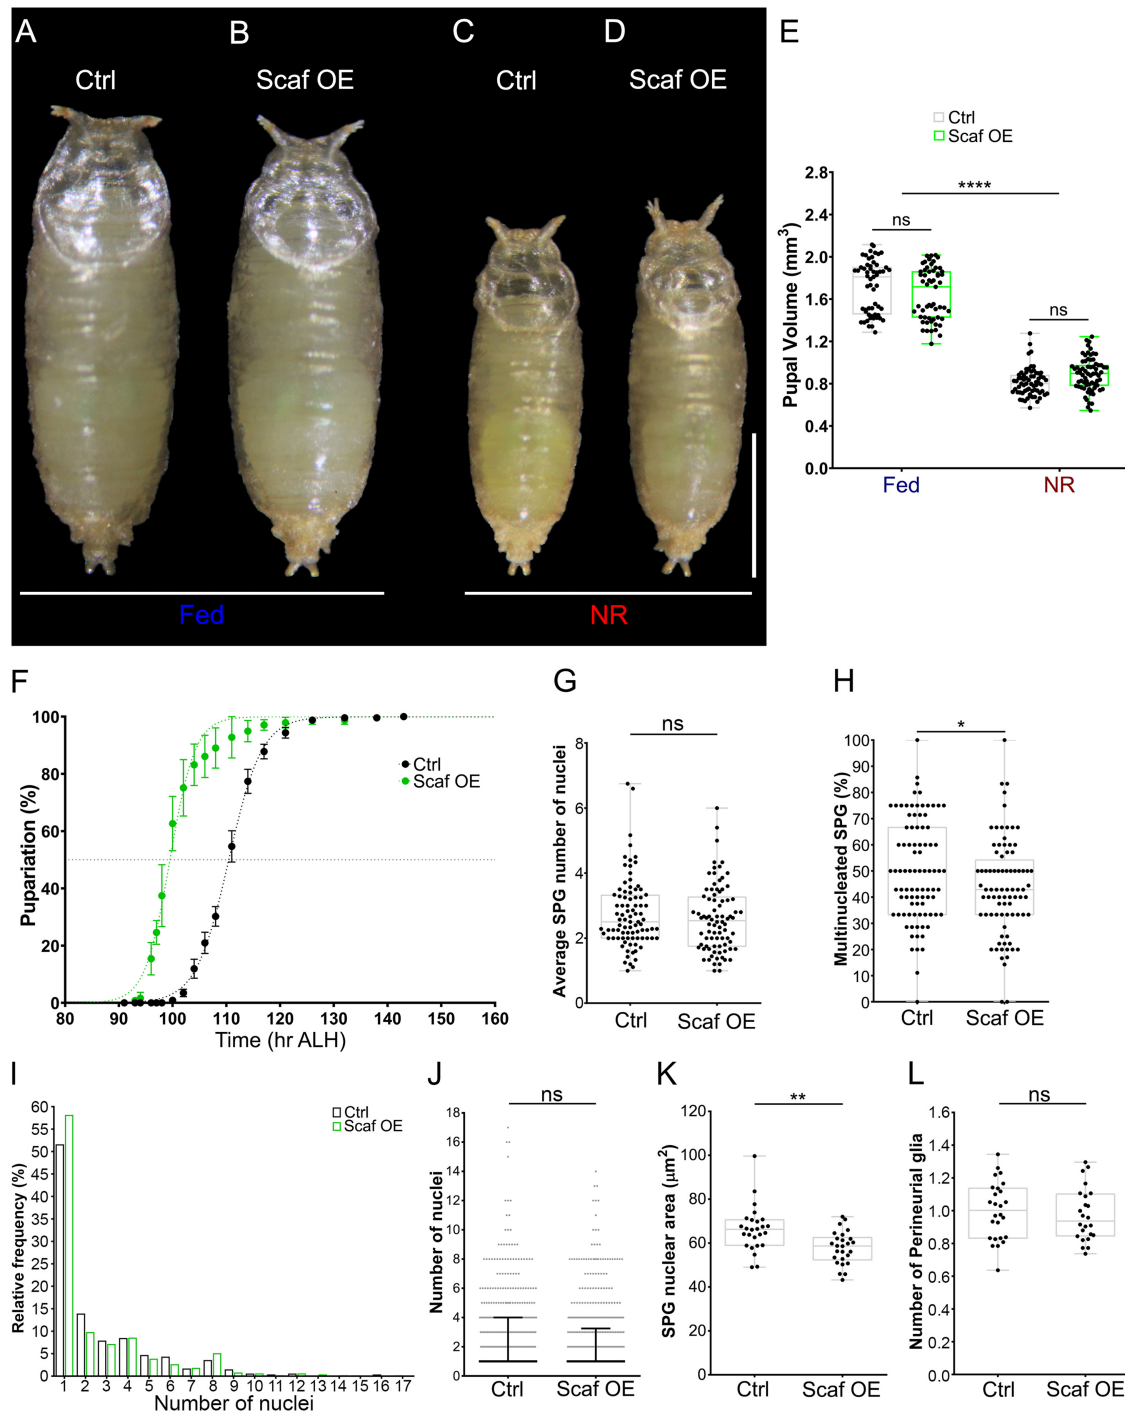 A
B
C
D
E
Ctrl
Scaf OE
Ctrl
Scaf OE
Fed
NR
Ctrl
Scaf OE
2.8
2.4
2.0
1.6
1.2
0.8
0.4
0.0
Pupal Volume (mm³)
****
ns
ns
Fed
NR
F
100
80
60
40
20
0
Pupariation (%)
Ctrl
Scaf OE
80 90 100 110 120 130 140 150 160
Time (hr ALH)
G
ns
8
6
4
2
0
Average SPG number of nuclei
Ctrl
Scaf OE
H
*
100
90
80
70
60
50
40
30
20
10
0
Multinucleated SPG (%)
Ctrl
Scaf OE
I
60
55
50
45
40
35
30
25
20
15
10
5
0
Relative frequency (%)
Ctrl
Scaf OE
1 2 3 4 5 6 7 8 9 10 11 12 13 14 15 16 17
Number of nuclei
J
ns
18
16
14
12
10
8
6
4
2
0
Number of nuclei
Ctrl
Scaf OE
K
**
120
100
80
60
40
20
0
SPG nuclear area (μm²)
Ctrl
Scaf OE
L
ns
1.6
1.4
1.2
1.0
0.8
0.6
0.4
0.2
0.0
Number of Perineurial glia
Ctrl
Scaf OE